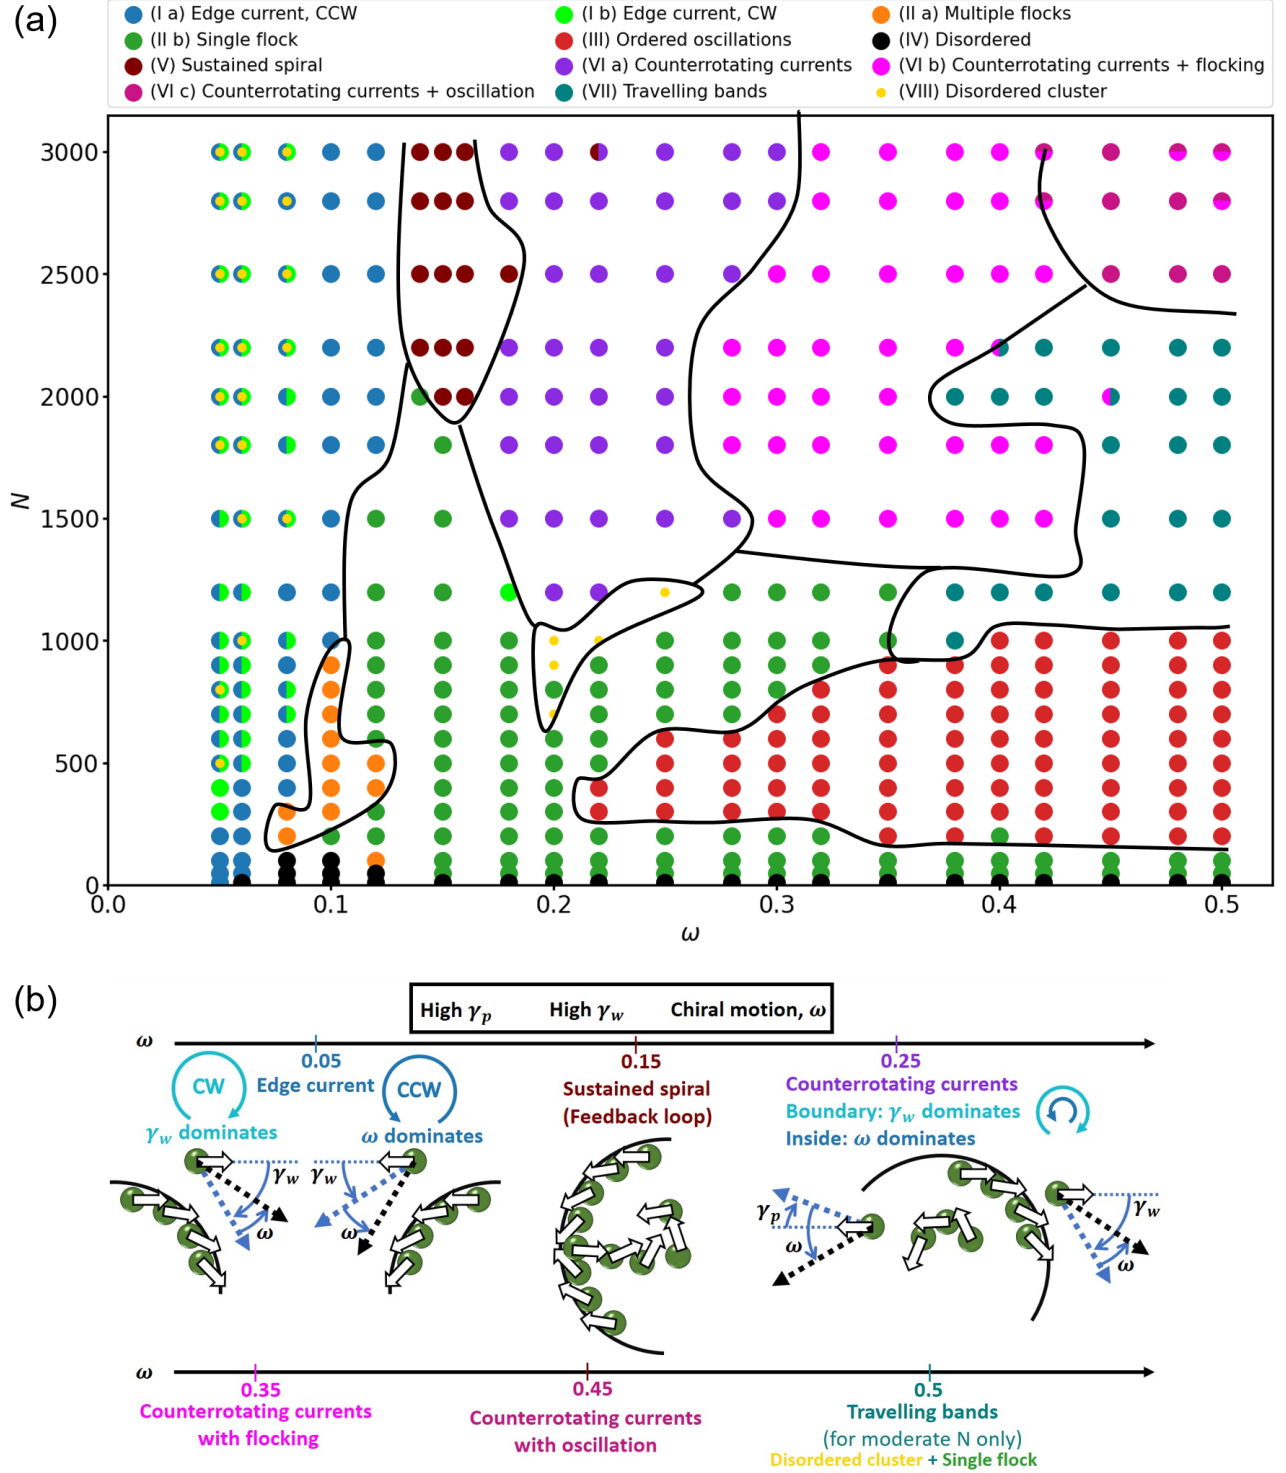 (a)
(I a) Edge current, CCW (I b) Edge current, CW (II a) Multiple flocks
(II b) Single flock (III) Ordered oscillations (IV) Disordered
(V) Sustained spiral (VI a) Counterrotating currents (VI b) Counterrotating currents + flocking
(VI c) Counterrotating currents + oscillation (VII) Travelling bands (VIII) Disordered cluster
3000
2500
2000
N
1500
1000
500
0
0.0 0.1 0.2 0.3 0.4 0.5
ω
(b)
High γp High γw Chiral motion, ω
ω
0.05 0.15 0.25
CW Edge current CCW
γw dominates ω dominates
Sustained spiral
(Feedback loop)
Counterrotating currents
Boundary: γw dominates
Inside: ω dominates
γw γw
ω ω
γp
ω
γw
ω
ω
0.35 0.45 0.5
Counterrotating currents
with flocking
Counterrotating currents
with oscillation
Travelling bands
(for moderate N only)
Disordered cluster + Single flock